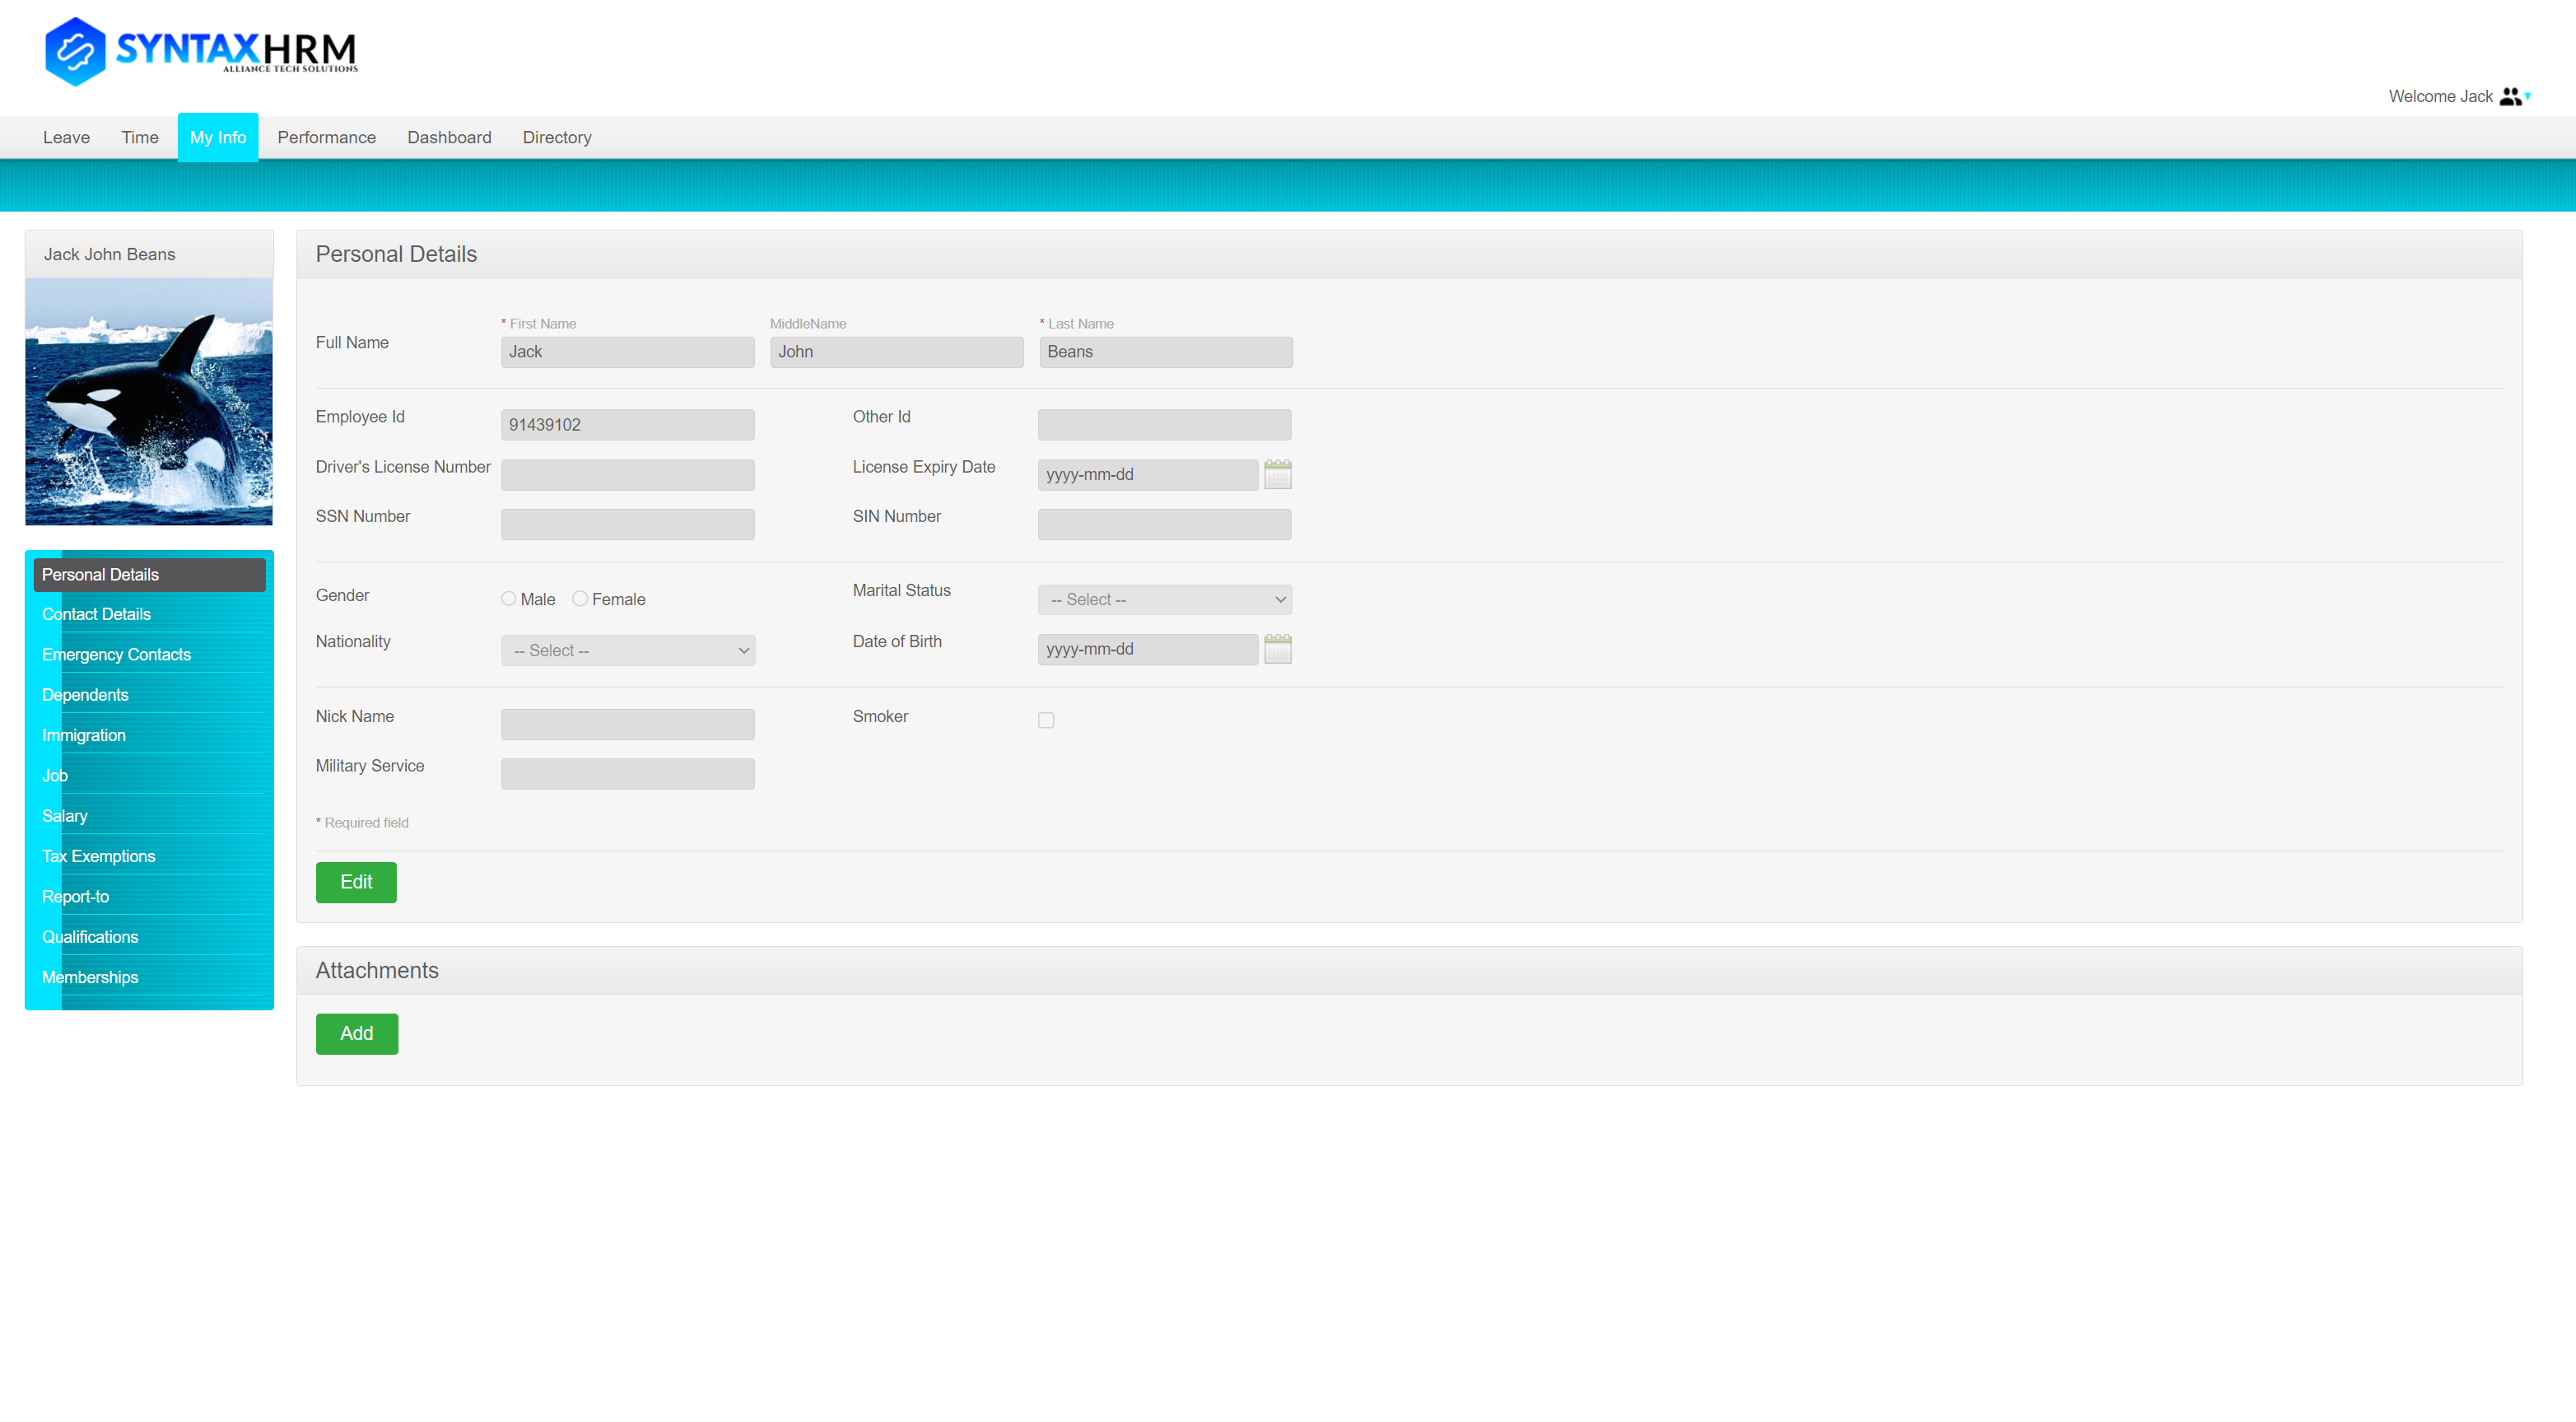 SYNTAXHRM
ALLIANCE TECH SOLUTIONS
Welcome Jack
Leave Time My Info Performance Dashboard Directory
Jack John Beans
Personal Details
Contact Details
Emergency Contacts
Dependents
Immigration
Job
Salary
Tax Exemptions
Report-to
Qualifications
Memberships
Personal Details
* First Name MiddleName * Last Name
Full Name Jack John Beans
Employee Id 91439102 Other Id
Driver's License Number License Expiry Date yyyy-mm-dd
SSN Number SIN Number
Gender Male Female Marital Status -- Select --
Nationality -- Select -- Date of Birth yyyy-mm-dd
Nick Name Smoker
Military Service
* Required field
Edit
Attachments
Add